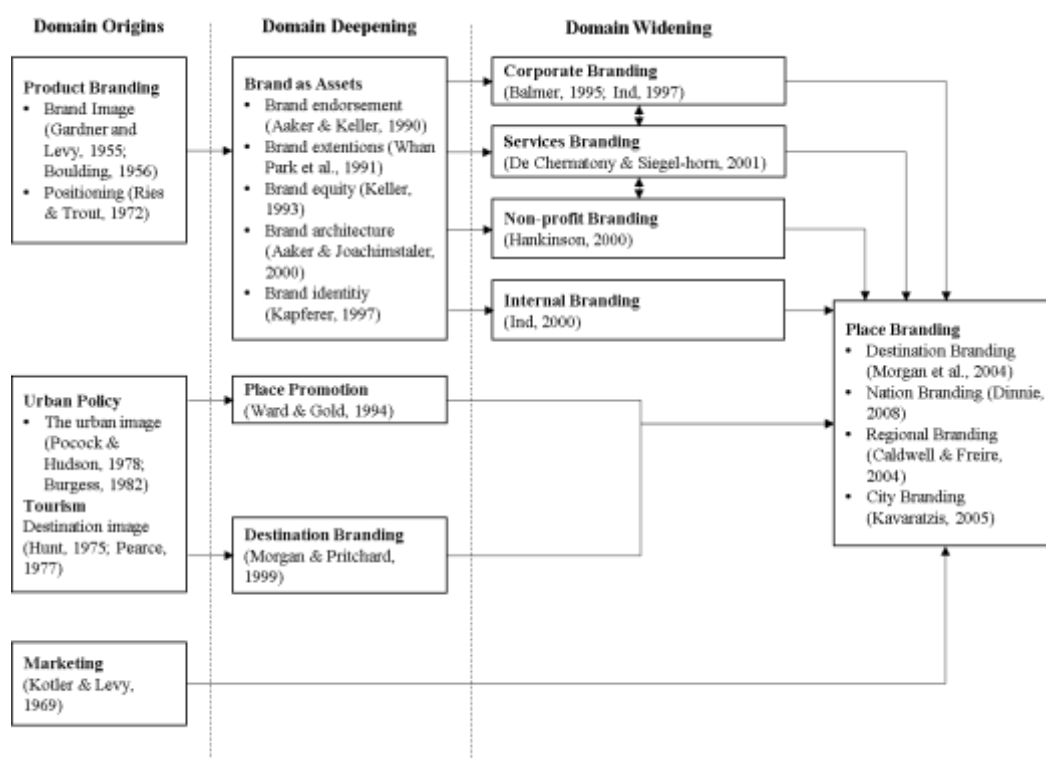 Domain Origins
Domain Deepening
Domain Widening
Product Branding
• Brand Image
(Gardner and
Levy, 1955;
Boulding, 1956)
• Positioning (Ries
& Trout, 1972)
Brand as Assets
• Brand endorsement
(Aaker & Keller, 1990)
• Brand extentions (Whan
Park et al., 1991)
• Brand equity (Keller,
1993)
• Brand architecture
(Aaker & Joachimstaler,
2000)
• Brand identitiy
(Kapferer, 1997)
Corporate Branding
(Balmer, 1995; Ind, 1997)
Services Branding
(De Chernatony & Siegel-horn, 2001)
Non-profit Branding
(Hankinson, 2000)
Internal Branding
(Ind, 2000)
Place Branding
• Destination Branding
(Morgan et al., 2004)
• Nation Branding (Dinnie,
2008)
• Regional Branding
(Caldwell & Freire,
2004)
• City Branding
(Kavaratzis, 2005)
Urban Policy
• The urban image
(Pocock &
Hudson, 1978;
Burgess, 1982)
Tourism
Destination image
(Hunt, 1975; Pearce,
1977)
Place Promotion
(Ward & Gold, 1994)
Destination Branding
(Morgan & Pritchard,
1999)
Marketing
(Kotler & Levy,
1969)